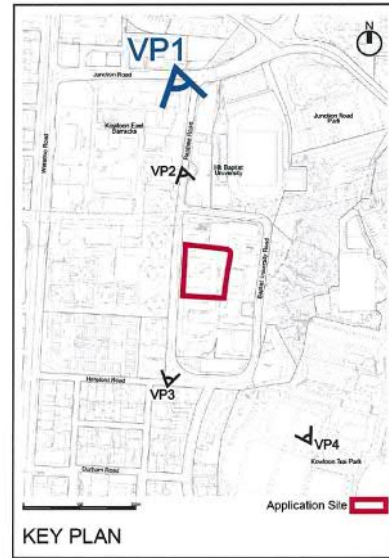 VP1
N
Junction Road
Kowloon East
Barracks
Junction Road
Park
Waterloo Road
Renfrew Road
VP2
HK Baptist
University
Baptist University Road
Hereford Road
VP3
VP4
Kowloon Tsai Park
Durham Road
Application Site
KEY PLAN